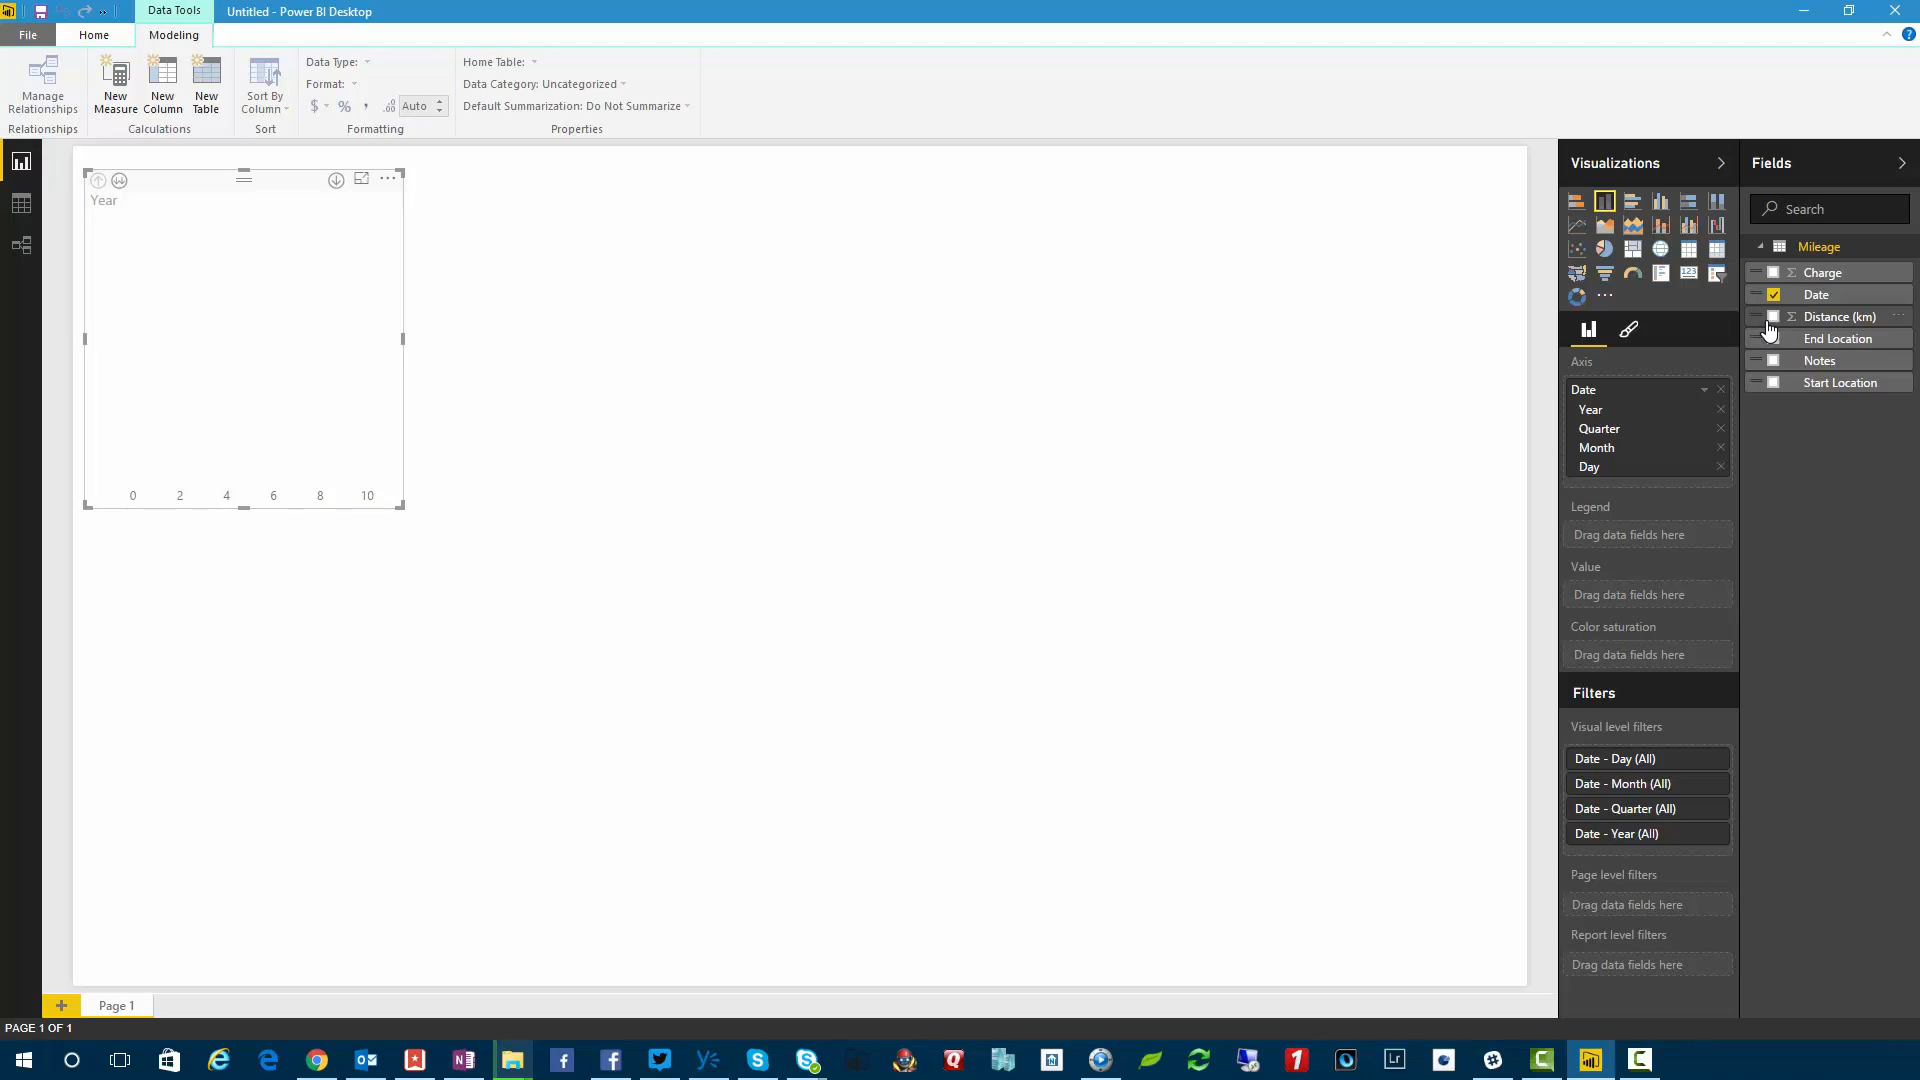 Data Tools
Untitled - Power BI Desktop
File
Home
Modeling
Manage Relationships
New Measure
New Column
New Table
Sort By Column
Data Type:
Format:
$ % , .00 Auto
Home Table:
Data Category: Uncategorized
Default Summarization: Do Not Summarize
Relationships
Calculations
Sort
Formatting
Properties
Year
0 2 4 6 8 10
Visualizations
Axis
Date
Year
Quarter
Month
Day
Legend
Drag data fields here
Value
Drag data fields here
Color saturation
Drag data fields here
Filters
Visual level filters
Date - Day (All)
Date - Month (All)
Date - Quarter (All)
Date - Year (All)
Page level filters
Drag data fields here
Report level filters
Drag data fields here
Fields
Search
Mileage
Σ Charge
Date
Σ Distance (km)
End Location
Notes
Start Location
Page 1
PAGE 1 OF 1